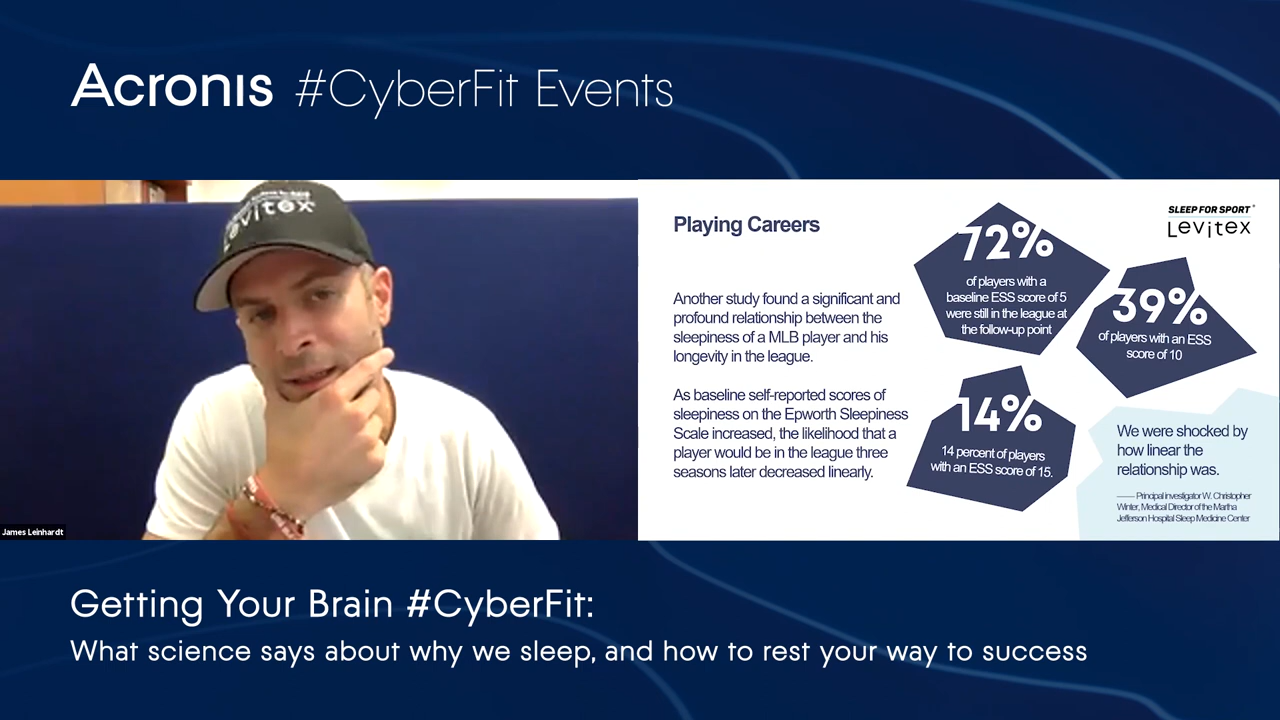 Acronis #CyberFit Events
Levitex
James Leinhardt
Playing Careers
Another study found a significant and
profound relationship between the
sleepiness of a MLB player and his
longevity in the league.
As baseline self-reported scores of
sleepiness on the Epworth Sleepiness
Scale increased, the likelihood that a
player would be in the league three
seasons later decreased linearly.
72%
of players with a
baseline ESS score of 5
were still in the league at
the follow-up point
SLEEP FOR SPORT
Levitex
39%
of players with an ESS
score of 10
14%
14 percent of players
with an ESS score of 15.
We were shocked by
how linear the
relationship was.
—— Principal investigator W. Christopher
Winter, Medical Director of the Martha
Jefferson Hospital Sleep Medicine Center
Getting Your Brain #CyberFit:
What science says about why we sleep, and how to rest your way to success